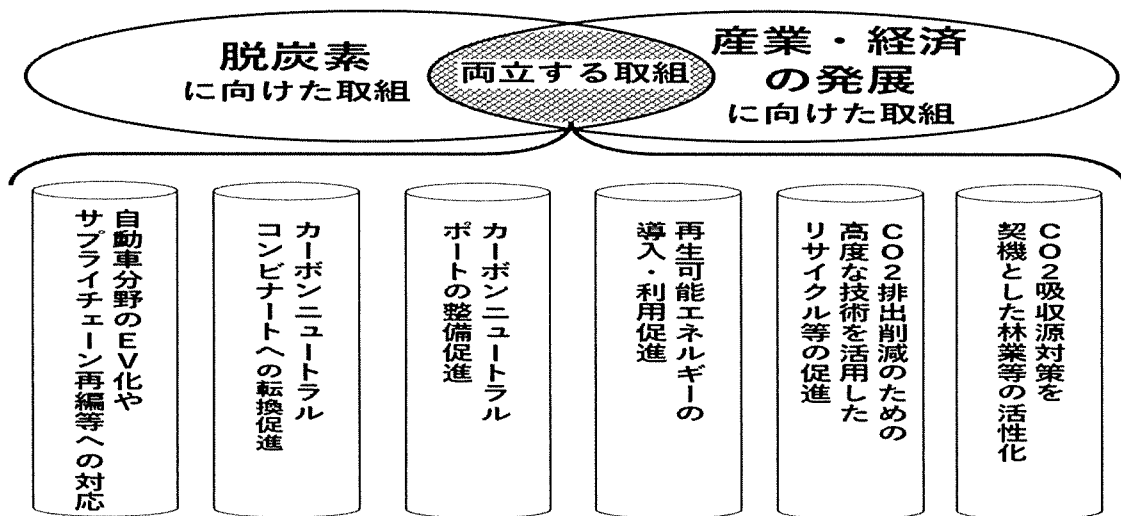 脱炭素
に向けた取組
両立する取組
産業・経済
の発展
に向けた取組
自動車分野のEV化や
サプライチェーン再編等への対応
カーボンニュートラル
コンビナートへの転換促進
カーボンニュートラル
ポートの整備促進
再生可能エネルギーの
導入・利用促進
CO2排出削減のための
高度な技術を活用した
リサイクル等の促進
CO2吸収源対策を
契機とした林業等の活性化